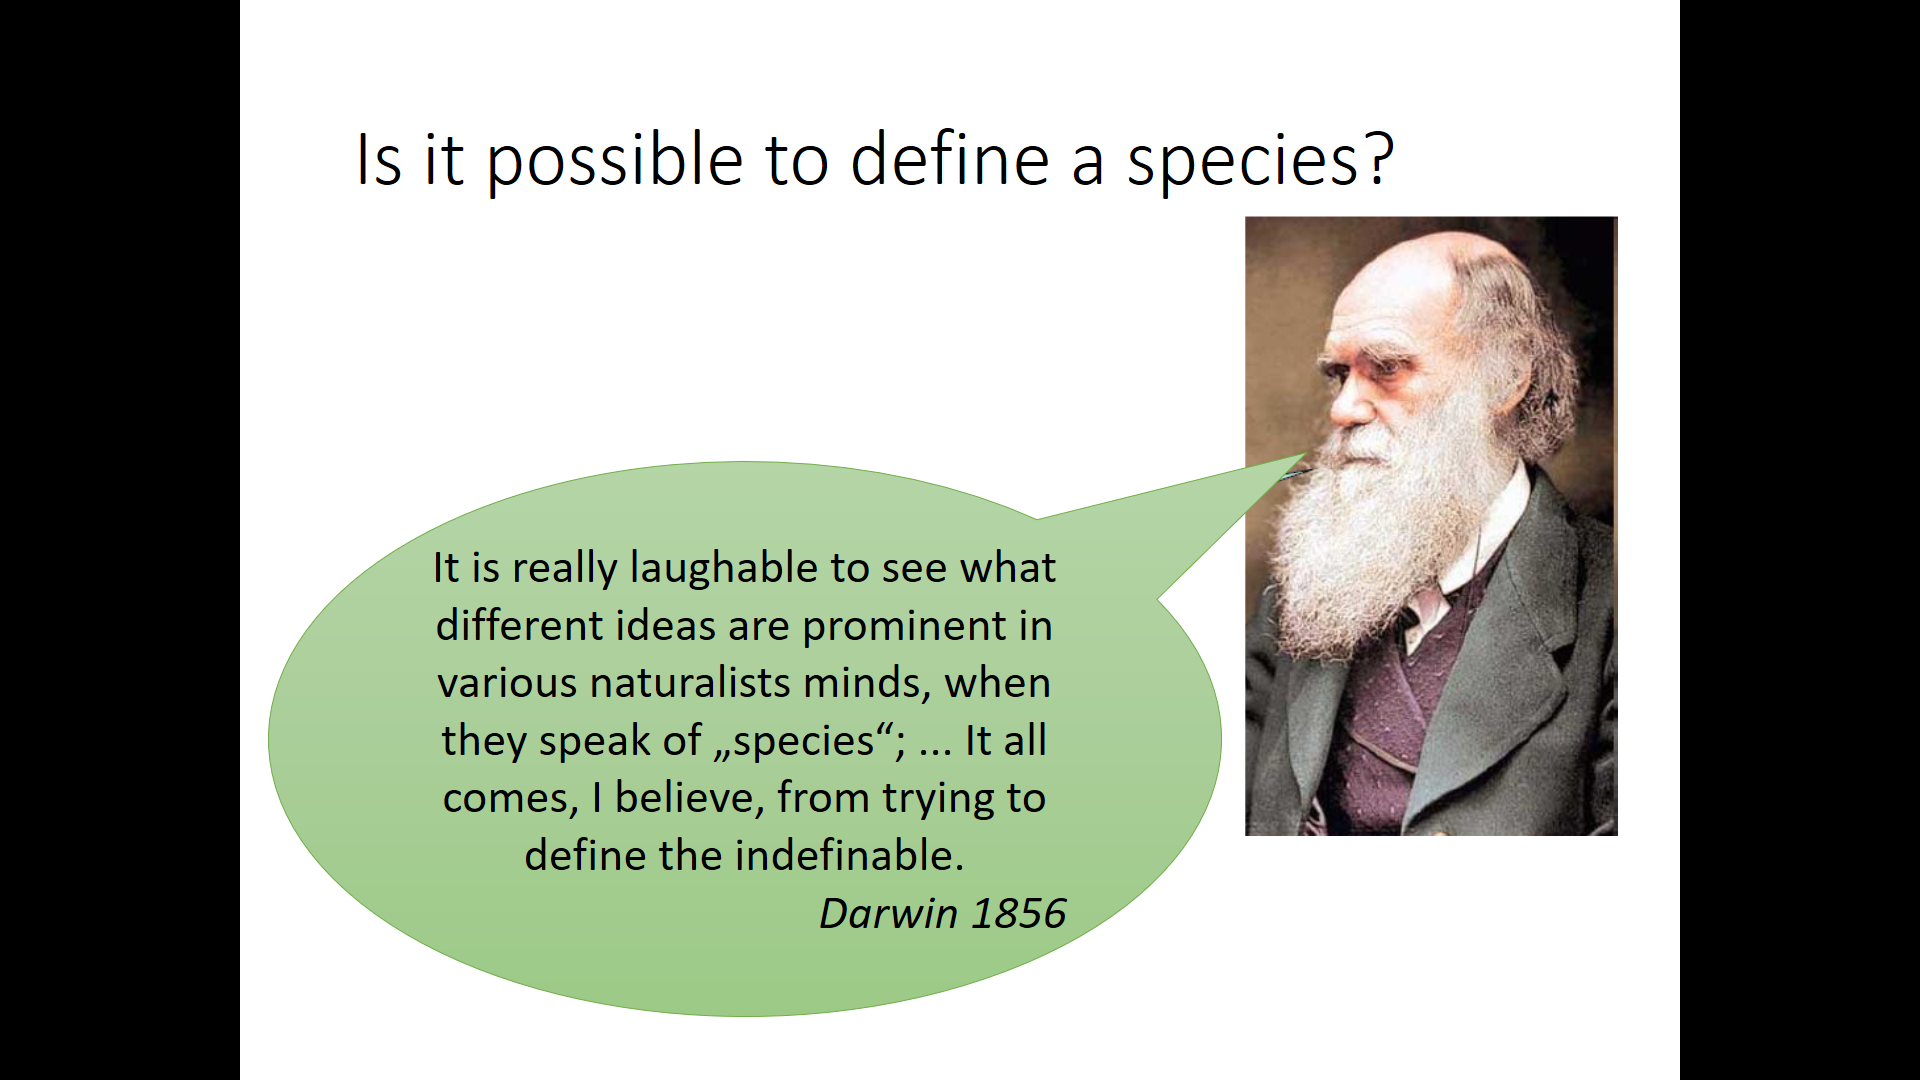 Is it possible to define a species?
It is really laughable to see what
different ideas are prominent in
various naturalists minds, when
they speak of „species“; ... It all
comes, I believe, from trying to
define the indefinable.
Darwin 1856